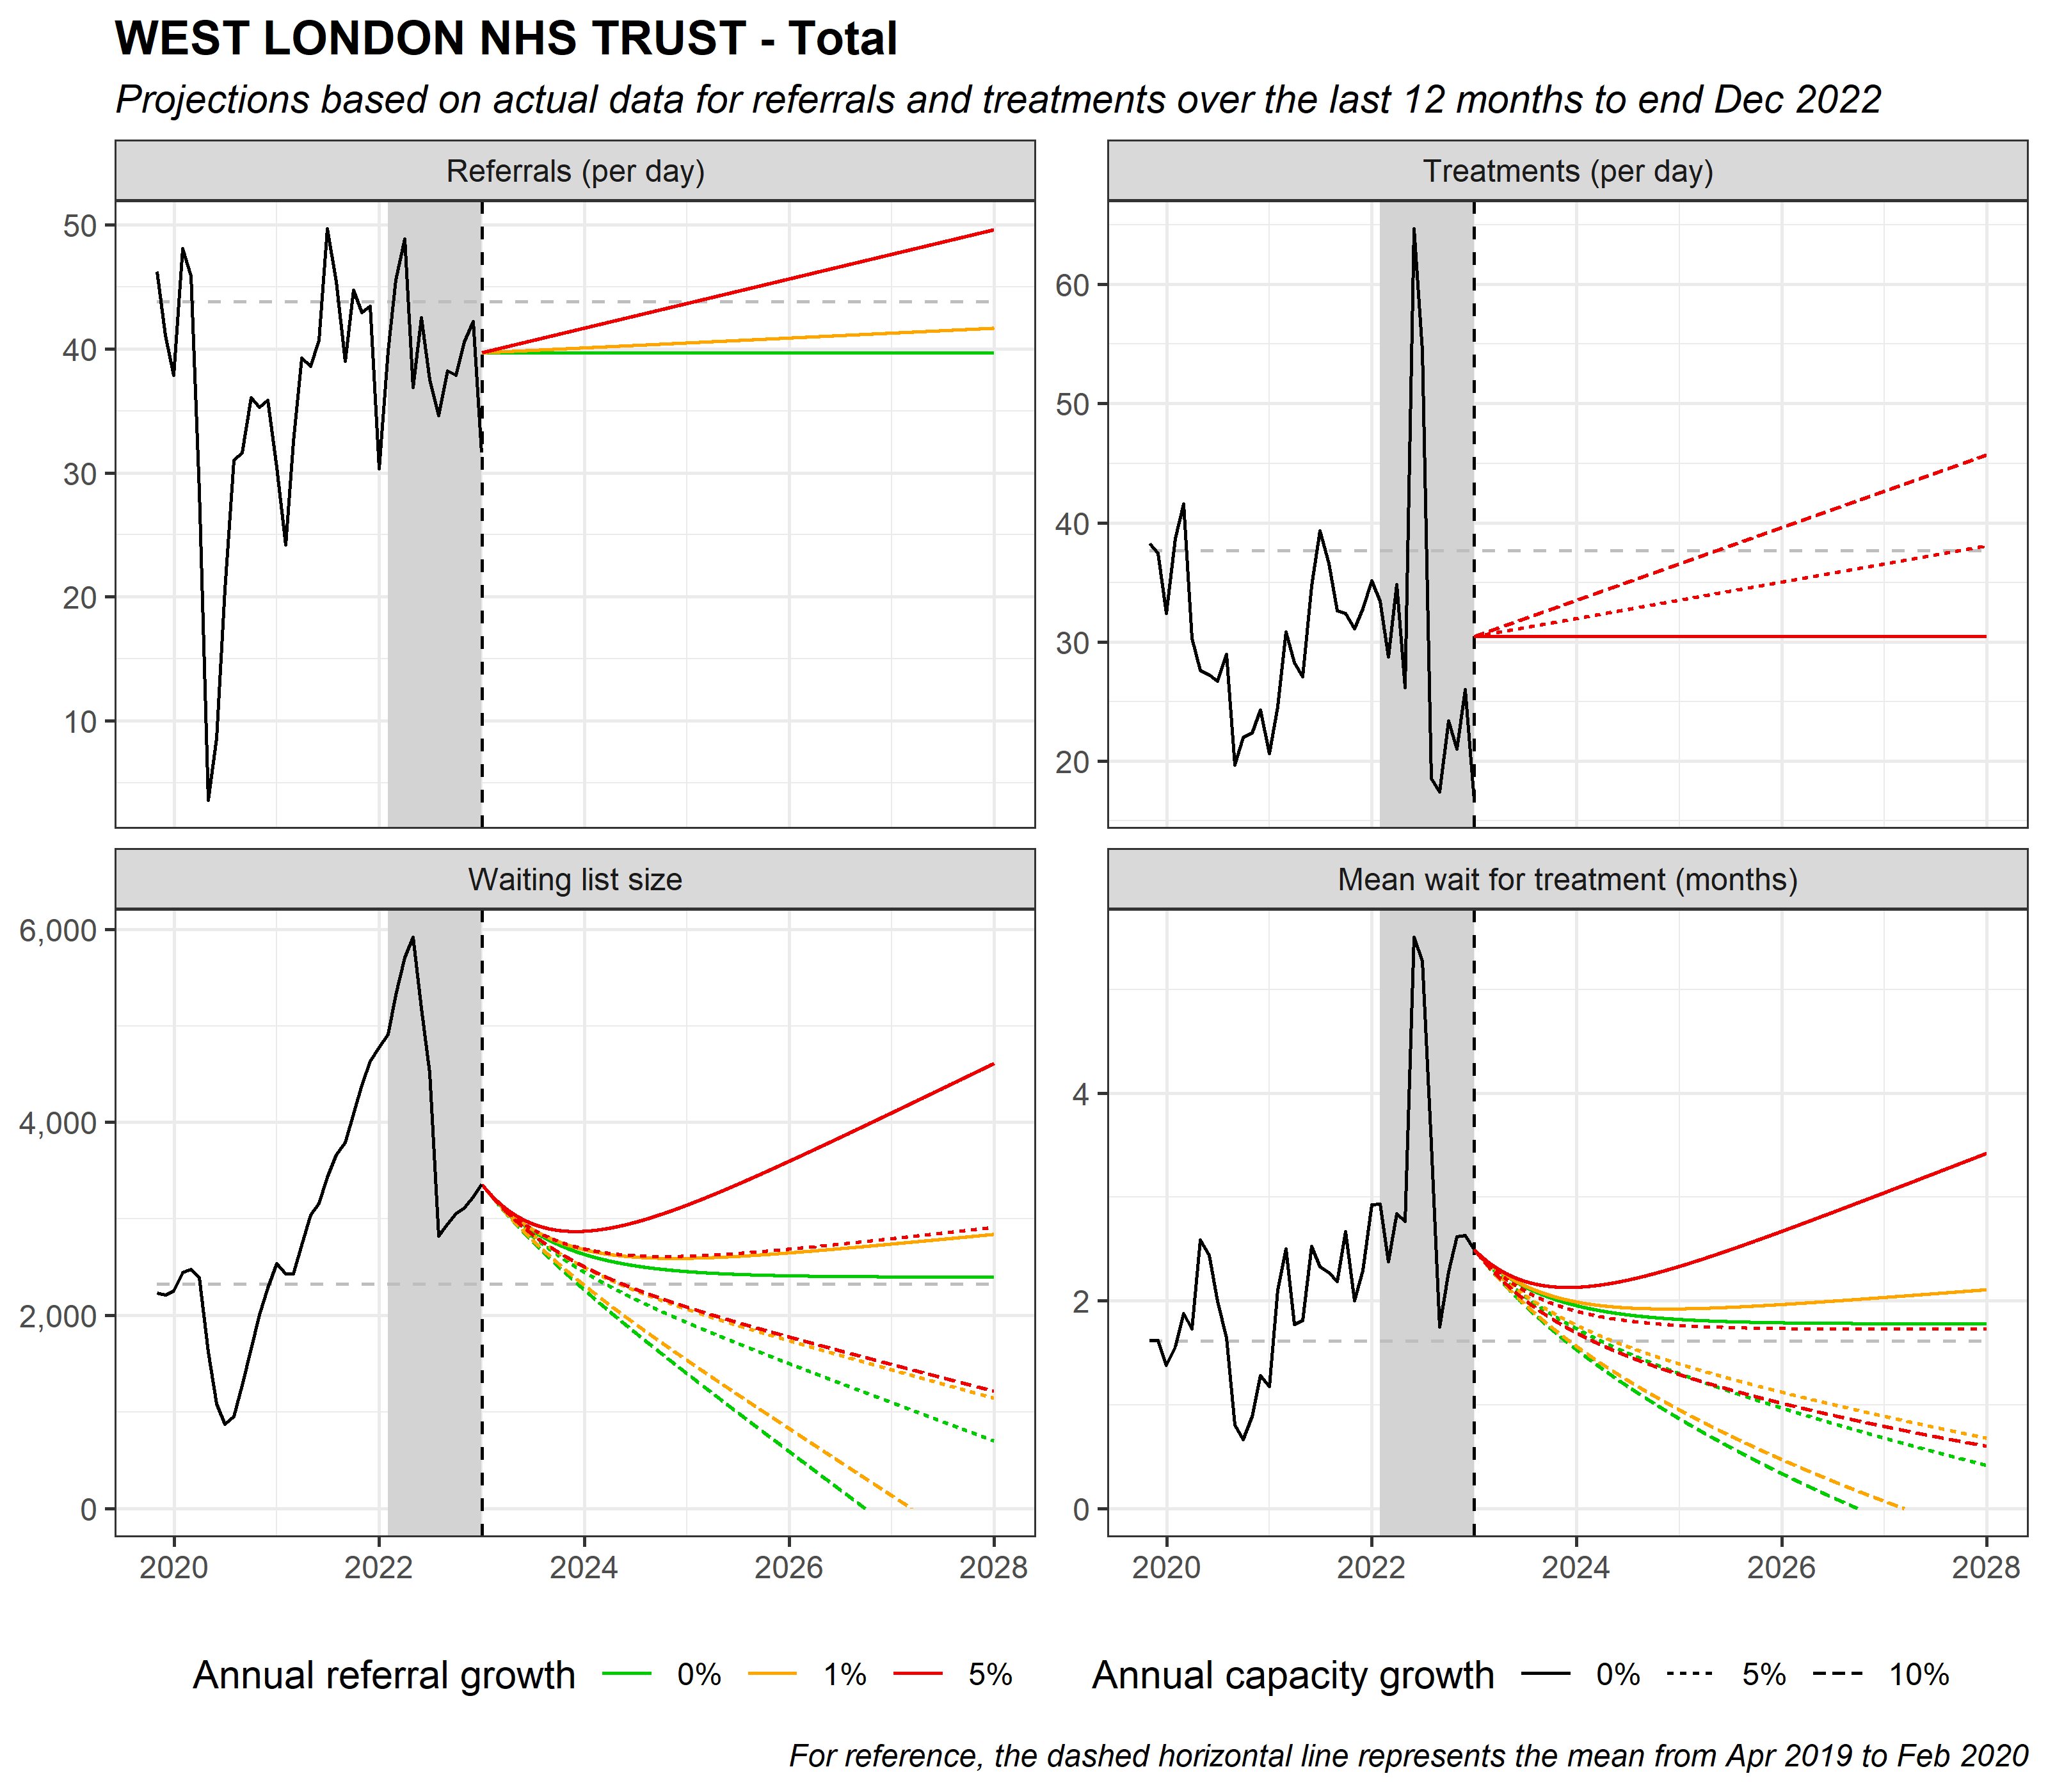 WEST LONDON NHS TRUST - Total
Projections based on actual data for referrals and treatments over the last 12 months to end Dec 2022
Referrals (per day)
50
40
30
20
10
Treatments (per day)
60
50
40
30
20
Waiting list size
6,000
4,000
2,000
0
2020 2022 2024 2026 2028
Mean wait for treatment (months)
4
2
0
2020 2022 2024 2026 2028
Annual referral growth 0% 1% 5%
Annual capacity growth 0% 5% 10%
For reference, the dashed horizontal line represents the mean from Apr 2019 to Feb 2020